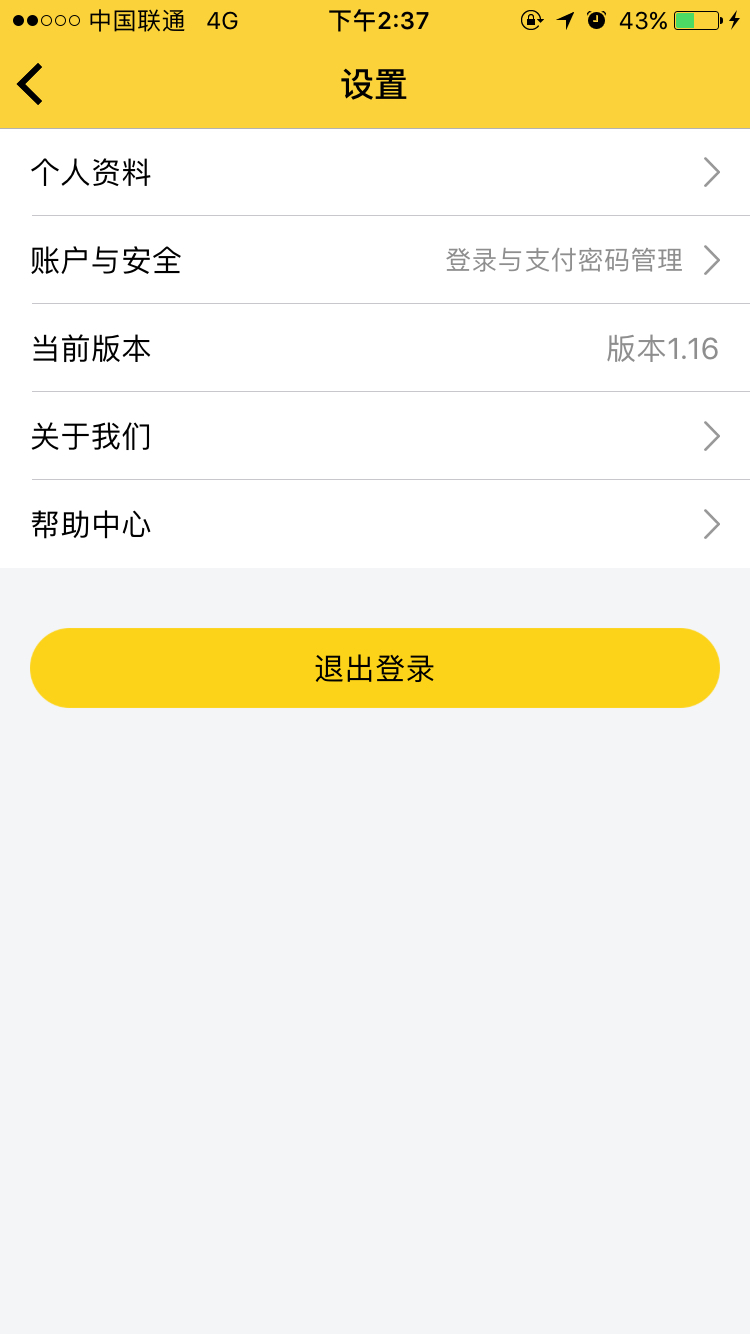 中国联通 4G 下午2:37 43%
设置
个人资料
账户与安全 登录与支付密码管理
当前版本 版本1.16
关于我们
帮助中心
退出登录